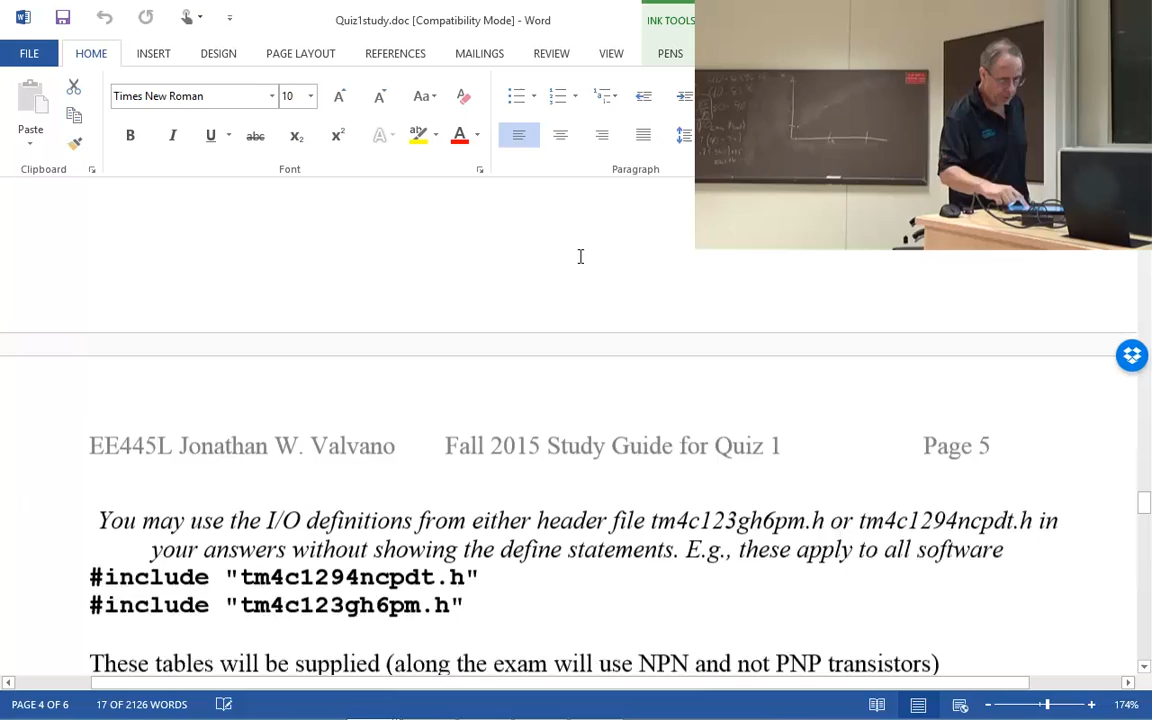 Quiz1study.doc [Compatibility Mode] - Word
INK TOOLS
FILE
HOME
INSERT
DESIGN
PAGE LAYOUT
REFERENCES
MAILINGS
REVIEW
VIEW
PENS
Paste
Times New Roman
10
Aa
B I U abc x₂ x² A A
Clipboard
Font
Paragraph
EE445L Jonathan W. Valvano Fall 2015 Study Guide for Quiz 1 Page 5
You may use the I/O definitions from either header file tm4c123gh6pm.h or tm4c1294ncpdt.h in
your answers without showing the define statements. E.g., these apply to all software
#include "tm4c1294ncpdt.h"
#include "tm4c123gh6pm.h"
These tables will be supplied (along the exam will use NPN and not PNP transistors)
PAGE 4 OF 6
17 OF 2126 WORDS
174%